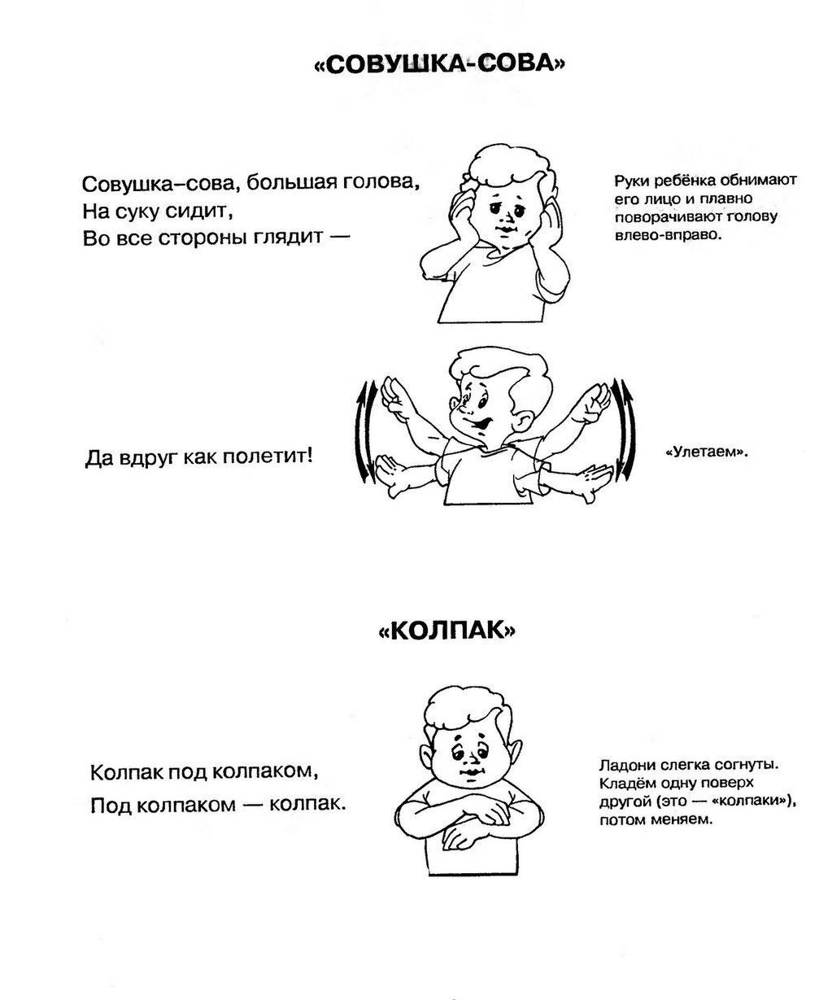 «СОВУШКА-СОВА»
Совушка–сова, большая голова,
На суку сидит,
Во все стороны глядит —
Руки ребёнка обнимают
его лицо и плавно
поворачивают голову
влево-вправо.
Да вдруг как полетит!
«Улетаем».
«КОЛПАК»
Колпак под колпаком,
Под колпаком — колпак.
Ладони слегка согнуты.
Кладём одну поверх
другой (это — «колпаки»),
потом меняем.